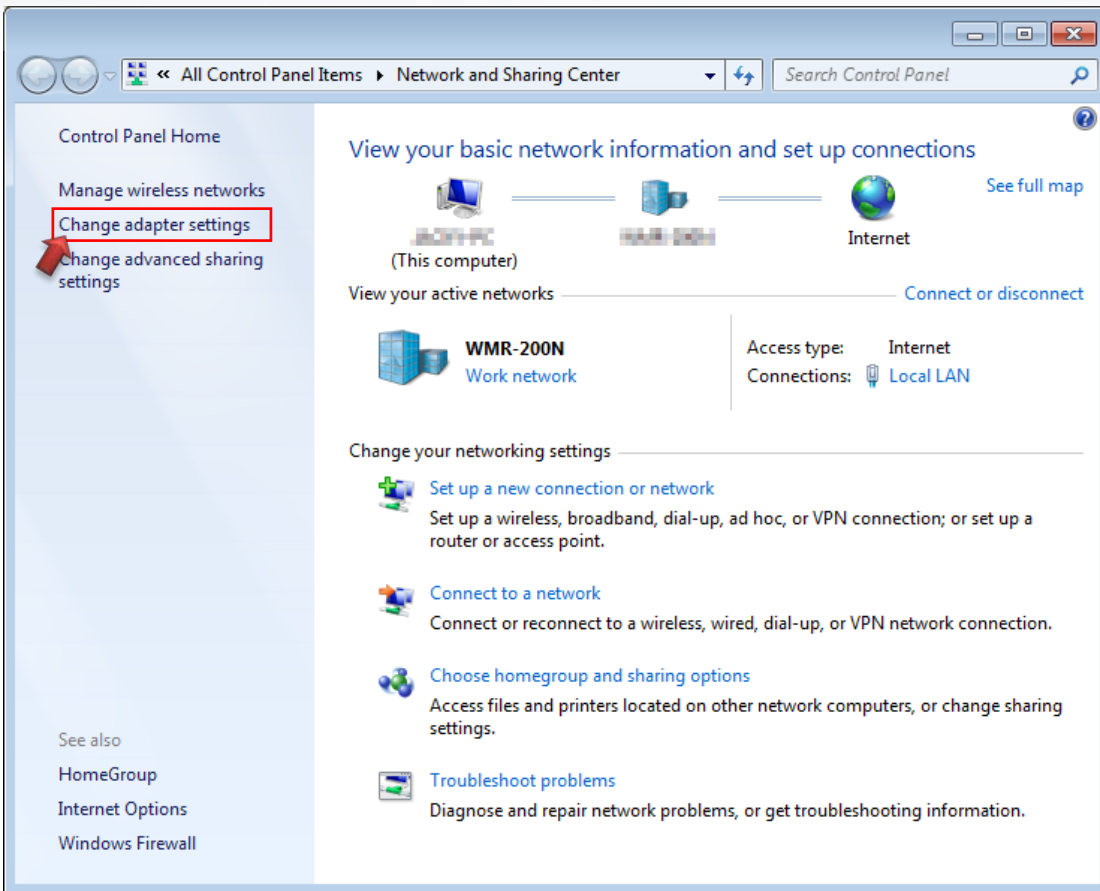 « All Control Panel Items Network and Sharing Center
Search Control Panel
Control Panel Home
Manage wireless networks
Change adapter settings
Change advanced sharing
settings
View your basic network information and set up connections
See full map
(This computer)
Internet
View your active networks
Connect or disconnect
WMR-200N
Work network
Access type: Internet
Connections: Local LAN
Change your networking settings
Set up a new connection or network
Set up a wireless, broadband, dial-up, ad hoc, or VPN connection; or set up a
router or access point.
Connect to a network
Connect or reconnect to a wireless, wired, dial-up, or VPN network connection.
Choose homegroup and sharing options
Access files and printers located on other network computers, or change sharing
settings.
Troubleshoot problems
Diagnose and repair network problems, or get troubleshooting information.
See also
HomeGroup
Internet Options
Windows Firewall